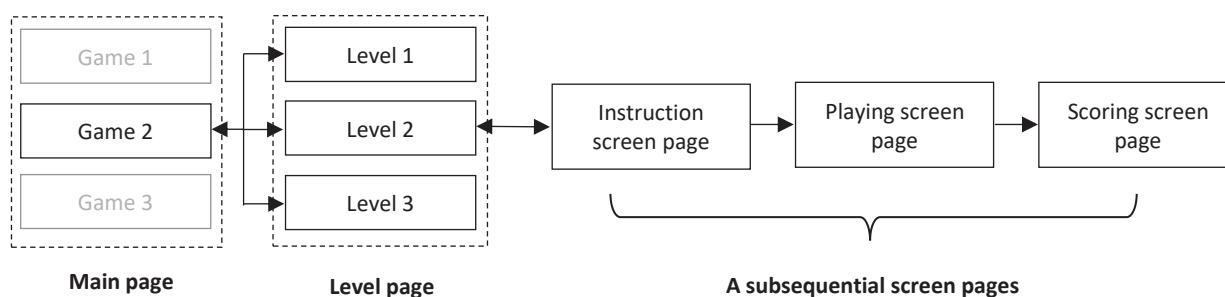 Game 1
Game 2
Game 3
Main page
Level 1
Level 2
Level 3
Level page
Instruction
screen page
Playing screen
page
Scoring screen
page
A subsequential screen pages